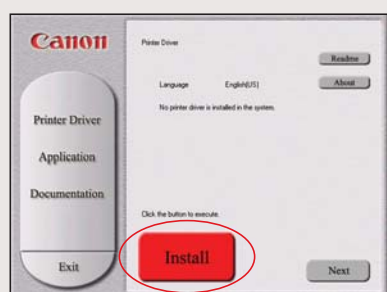 Canon
Printer Driver
Readme
Language English(US)
About
No printer driver is installed in the system.
Printer Driver
Application
Documentation
Click the button to execute.
Install
Exit
Next